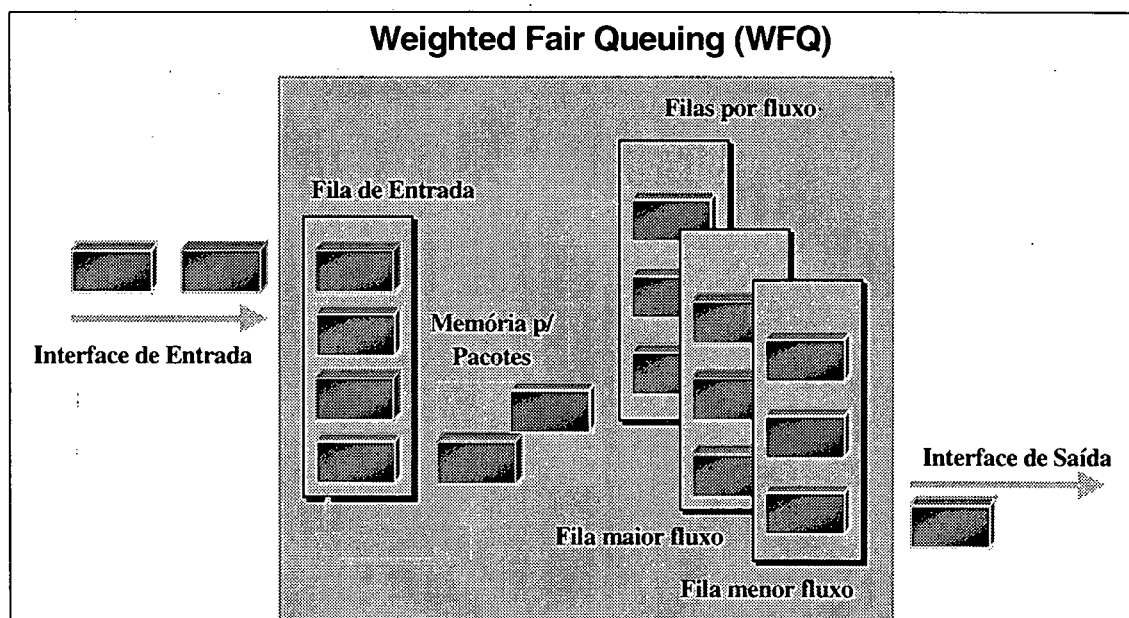 Weighted Fair Queuing (WFQ)
Filas por fluxo
Fila de Entrada
Memória p/
Pacotes
Interface de Entrada
Interface de Saída
Fila maior fluxo
Fila menor fluxo